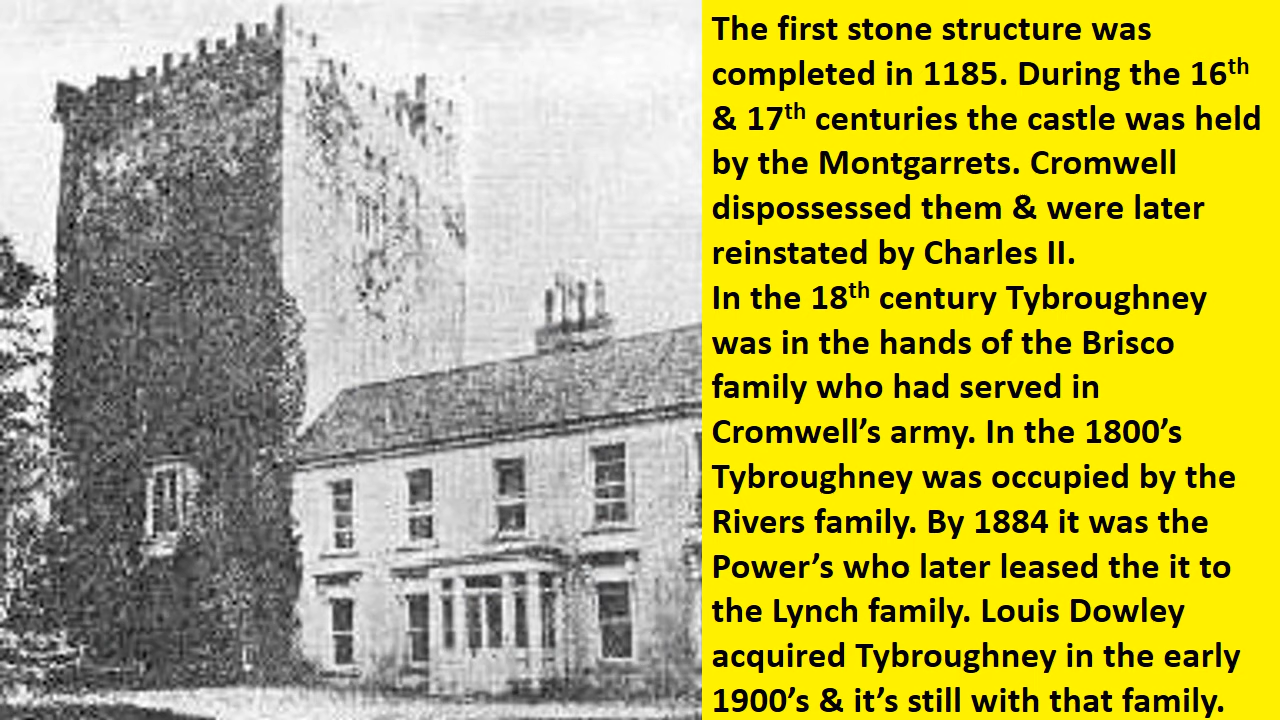 The first stone structure was
completed in 1185. During the 16th
& 17th centuries the castle was held
by the Montgarrets. Cromwell
dispossessed them & were later
reinstated by Charles II.
In the 18th century Tybroughney
was in the hands of the Brisco
family who had served in
Cromwell’s army. In the 1800’s
Tybroughney was occupied by the
Rivers family. By 1884 it was the
Power’s who later leased the it to
the Lynch family. Louis Dowley
acquired Tybroughney in the early
1900’s & it’s still with that family.